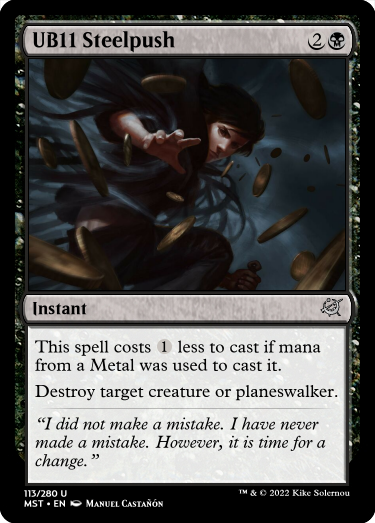 UB11 Steelpush 2
Instant
This spell costs 1 less to cast if mana
from a Metal was used to cast it.
Destroy target creature or planeswalker.
“I did not make a mistake. I have never
made a mistake. However, it is time for a
change.”
113/280 U
MST • EN Manuel Castañón
™ & © 2022 Kike Solernou